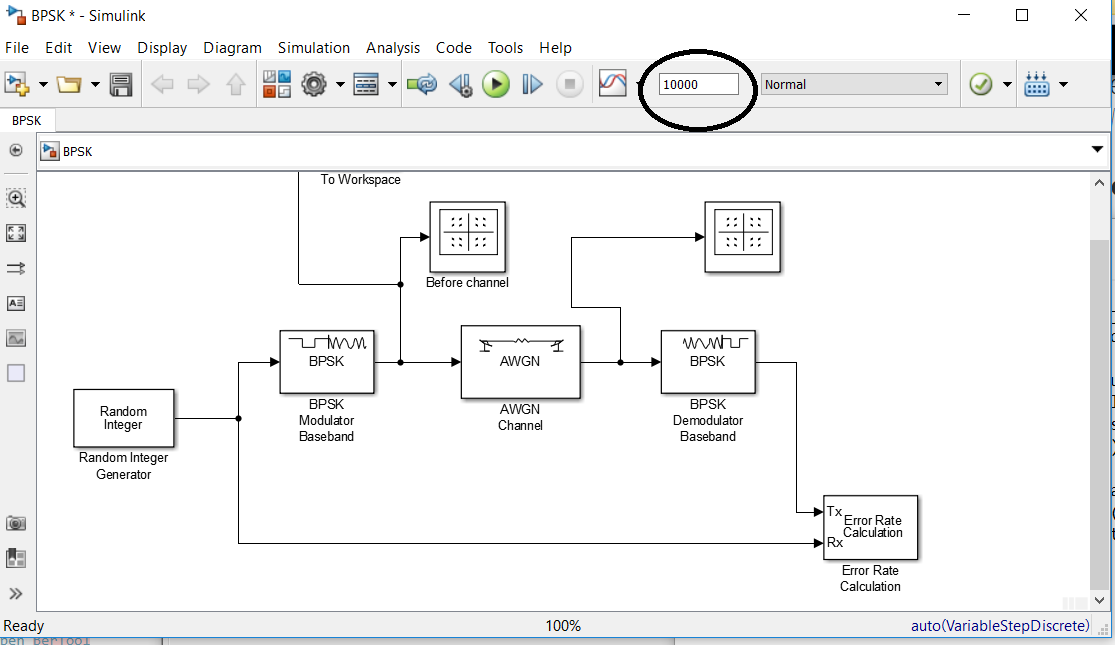 BPSK * - Simulink
File Edit View Display Diagram Simulation Analysis Code Tools Help
10000
Normal
BPSK
BPSK
To Workspace
Before channel
BPSK
AWGN
BPSK
BPSK
Modulator
Baseband
AWGN
Channel
BPSK
Demodulator
Baseband
Random
Integer
Random Integer
Generator
Tx
Error Rate
Calculation
Rx
Error Rate
Calculation
Ready
100%
auto(VariableStepDiscrete)